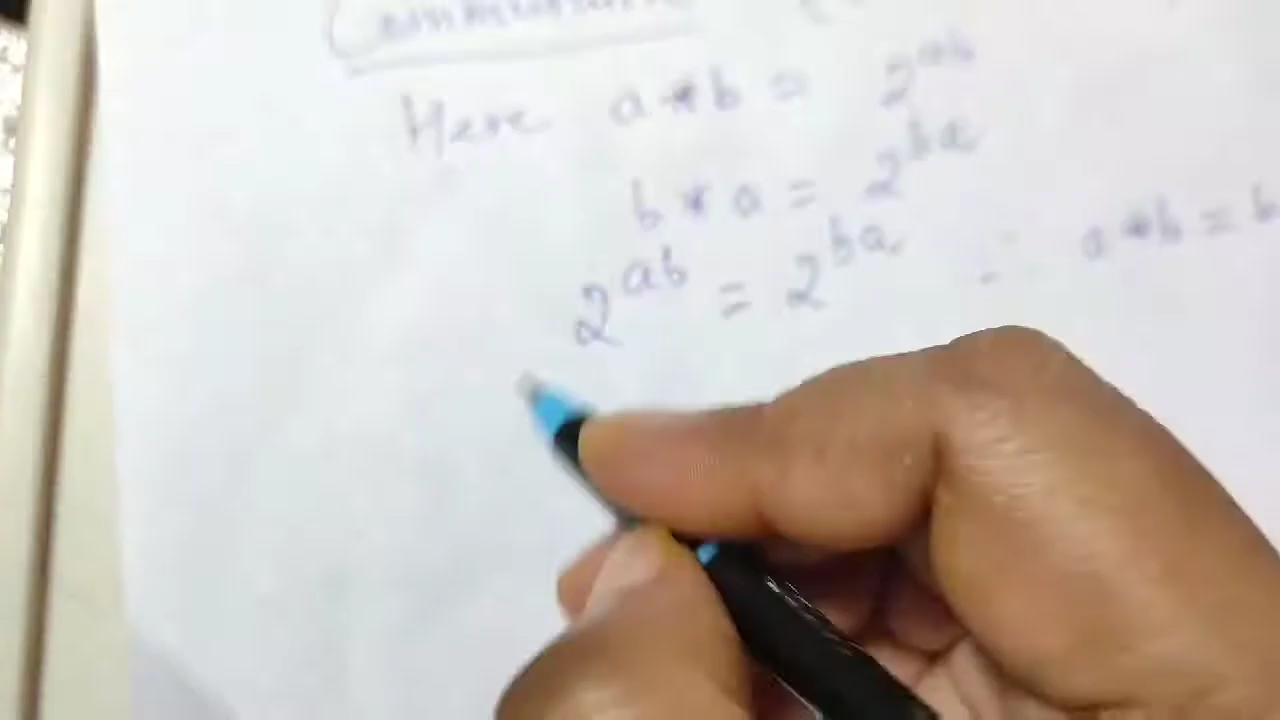 Here a * b = 2^ab
b * a = 2^ba
2^ab = 2^ba ∴ a * b = b